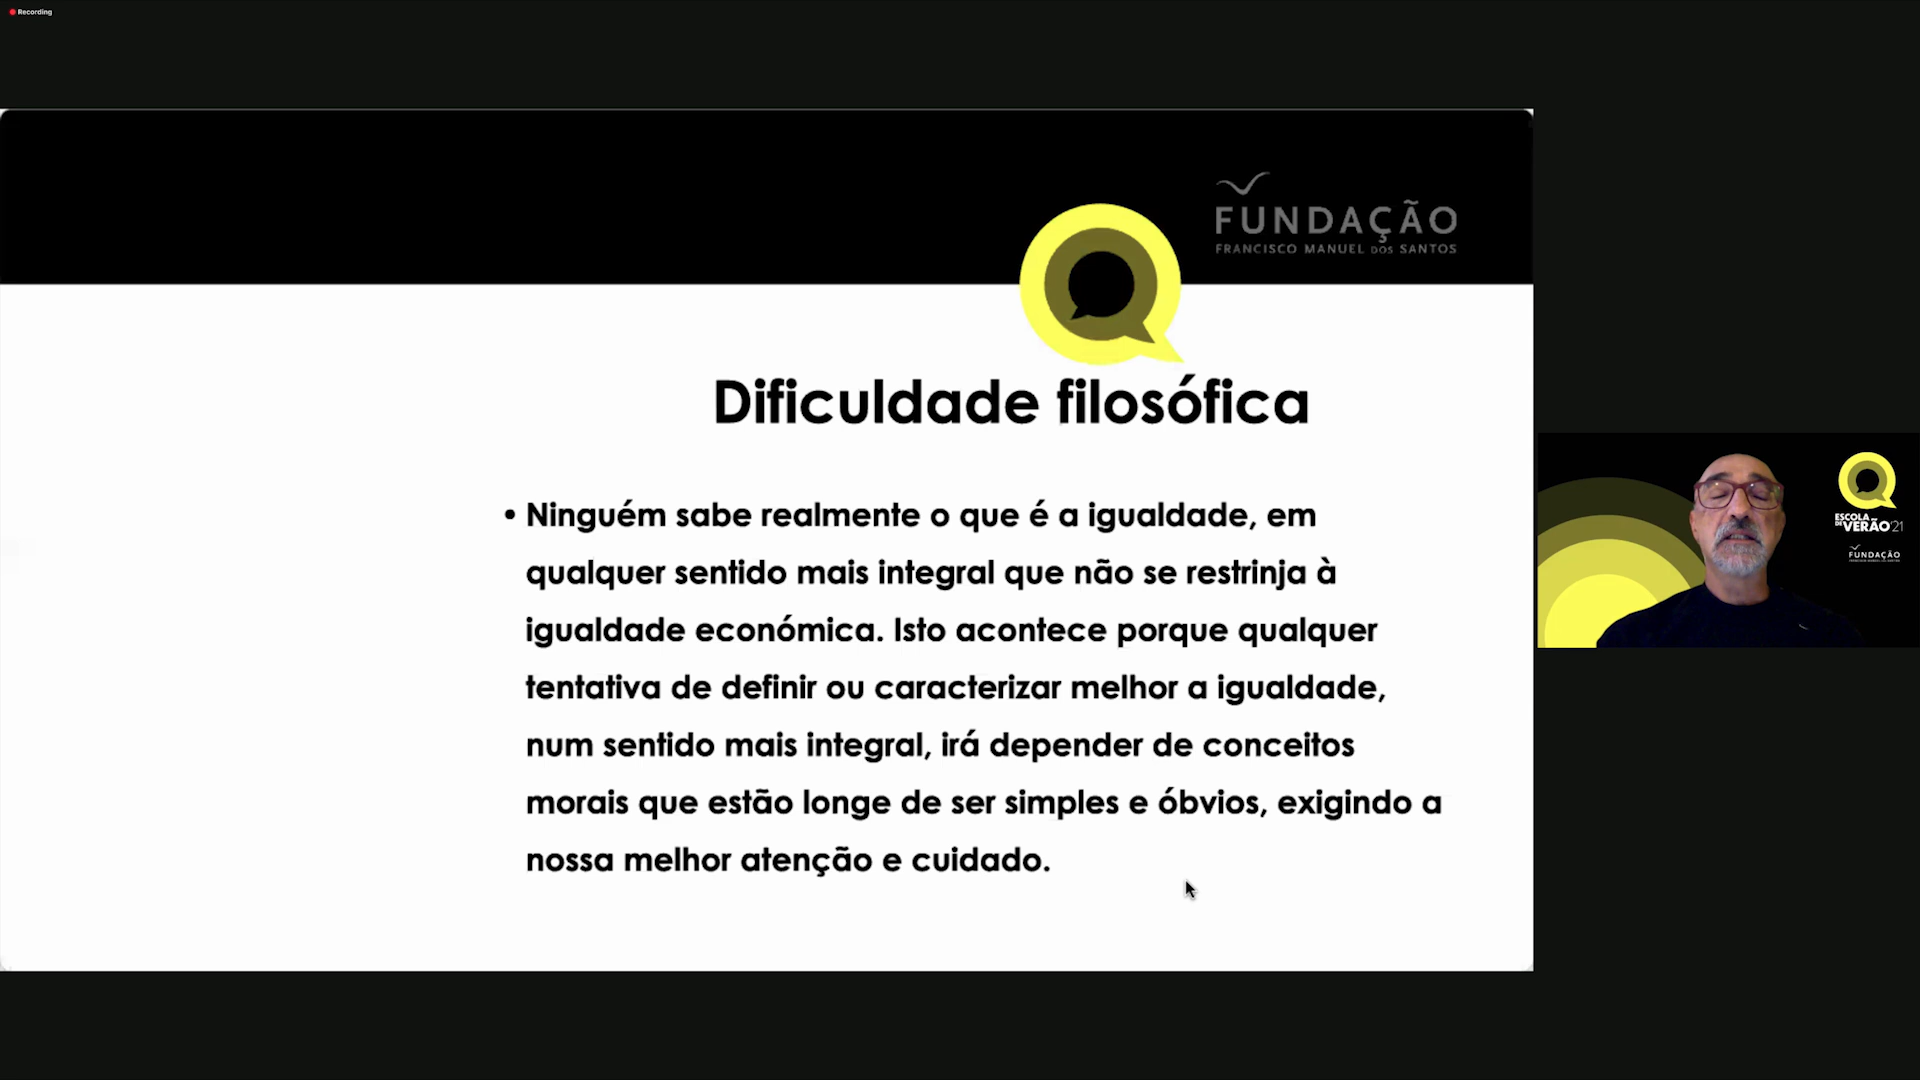 Recording
FUNDAÇÃO
FRANCISCO MANUEL DOS SANTOS
Dificuldade filosófica
• Ninguém sabe realmente o que é a igualdade, em
qualquer sentido mais integral que não se restrinja à
igualdade económica. Isto acontece porque qualquer
tentativa de definir ou caracterizar melhor a igualdade,
num sentido mais integral, irá depender de conceitos
morais que estão longe de ser simples e óbvios, exigindo a
nossa melhor atenção e cuidado.
ESCOLA
DE VERÃO'21
FUNDAÇÃO